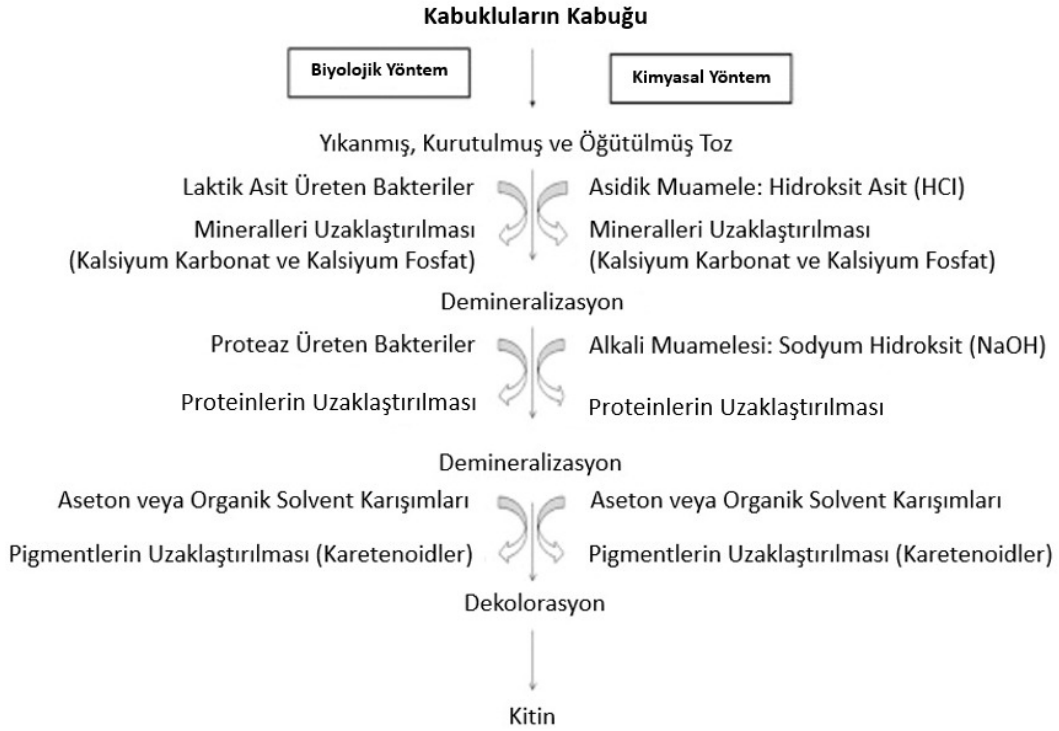 Kabukluların Kabuğu
Biyolojik Yöntem
Kimyasal Yöntem
Yıkanmış, Kurutulmuş ve Öğütülmüş Toz
Laktik Asit Üreten Bakteriler
Asidik Muamele: Hidroksit Asit (HCI)
Mineralleri Uzaklaştırılması
(Kalsiyum Karbonat ve Kalsiyum Fosfat)
Mineralleri Uzaklaştırılması
(Kalsiyum Karbonat ve Kalsiyum Fosfat)
Demineralizasyon
Proteaz Üreten Bakteriler
Alkali Muamelesi: Sodyum Hidroksit (NaOH)
Proteinlerin Uzaklaştırılması
Proteinlerin Uzaklaştırılması
Demineralizasyon
Aseton veya Organik Solvent Karışımları
Aseton veya Organik Solvent Karışımları
Pigmentlerin Uzaklaştırılması (Karetenoidler)
Pigmentlerin Uzaklaştırılması (Karetenoidler)
Dekolorasyon
Kitin